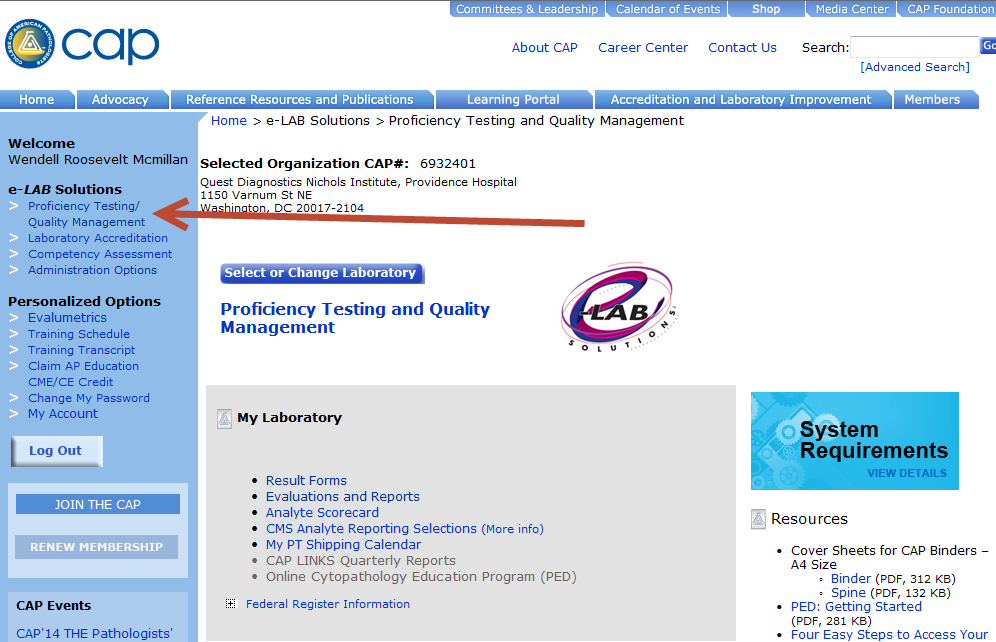 Committees & Leadership Calendar of Events Shop Media Center CAP Foundation
COLLEGE OF AMERICAN PATHOLOGISTS
cap
About CAP Career Center Contact Us Search: Go
[Advanced Search]
Home Advocacy Reference Resources and Publications Learning Portal Accreditation and Laboratory Improvement Members
Home > e-LAB Solutions > Proficiency Testing and Quality Management
Welcome
Wendell Roosevelt Mcmillan
e-LAB Solutions
> Proficiency Testing/
Quality Management
> Laboratory Accreditation
> Competency Assessment
> Administration Options
Personalized Options
> Evalumetrics
> Training Schedule
> Training Transcript
> Claim AP Education
CME/CE Credit
> Change My Password
> My Account
Log Out
JOIN THE CAP
RENEW MEMBERSHIP
CAP Events
CAP'14 THE Pathologists'
Selected Organization CAP#: 6932401
Quest Diagnostics Nichols Institute, Providence Hospital
1150 Varnum St NE
Washington, DC 20017-2104
Select or Change Laboratory
Proficiency Testing and Quality
Management
e-LAB
SOLUTIONS
My Laboratory
• Result Forms
• Evaluations and Reports
• Analyte Scorecard
• CMS Analyte Reporting Selections (More info)
• My PT Shipping Calendar
• CAP LINKS Quarterly Reports
• Online Cytopathology Education Program (PED)
Federal Register Information
System
Requirements
VIEW DETAILS
Resources
• Cover Sheets for CAP Binders –
A4 Size
◦ Binder (PDF, 312 KB)
◦ Spine (PDF, 132 KB)
• PED: Getting Started
(PDF, 281 KB)
• Four Easy Steps to Access Your